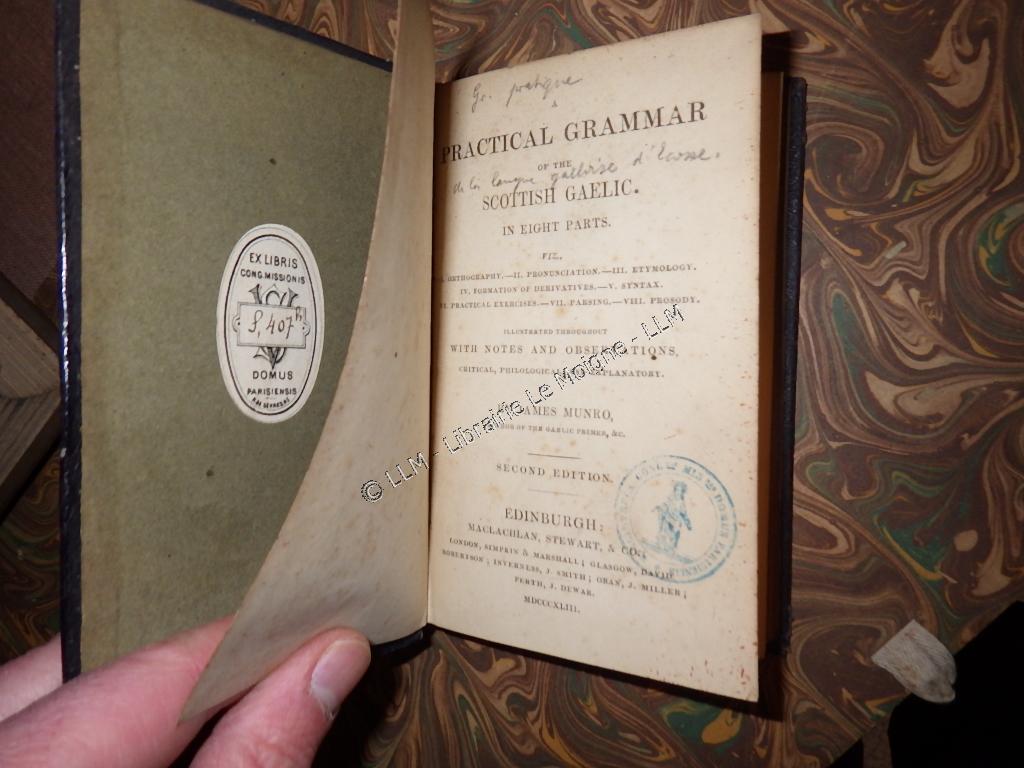 EX LIBRIS
CONG. MISSIONIS
S. 407
DOMUS
PARISIENSIS
Gr. pratique
A
PRACTICAL GRAMMAR
OF THE
de la langue gaëloise d'Ecosse.
SCOTTISH GAELIC.
IN EIGHT PARTS.
VIZ.,
ORTHOGRAPHY.—II. PRONUNCIATION.—III. ETYMOLOGY.
IV. FORMATION OF DERIVATIVES.—V. SYNTAX.
PRACTICAL EXERCISES.—VII. PARSING.—VIII. PROSODY.
ILLUSTRATED THROUGHOUT
WITH NOTES AND OBSERVATIONS,
CRITICAL, PHILOLOGICAL, EXPLANATORY.
JAMES MUNRO,
OF THE GAELIC PRIMER, &C.
SECOND EDITION.
EDINBURGH:
MACLACHLAN, STEWART, & CO.;
LONDON, SIMPKIN & MARSHALL; GLASGOW, DAVID
ROBERTSON; INVERNESS, J. SMITH; OBAN, J. MILLER;
PERTH, J. DEWAR.
MDCCCXLIII.
© LLM - Librairie Le Moigne - LLM